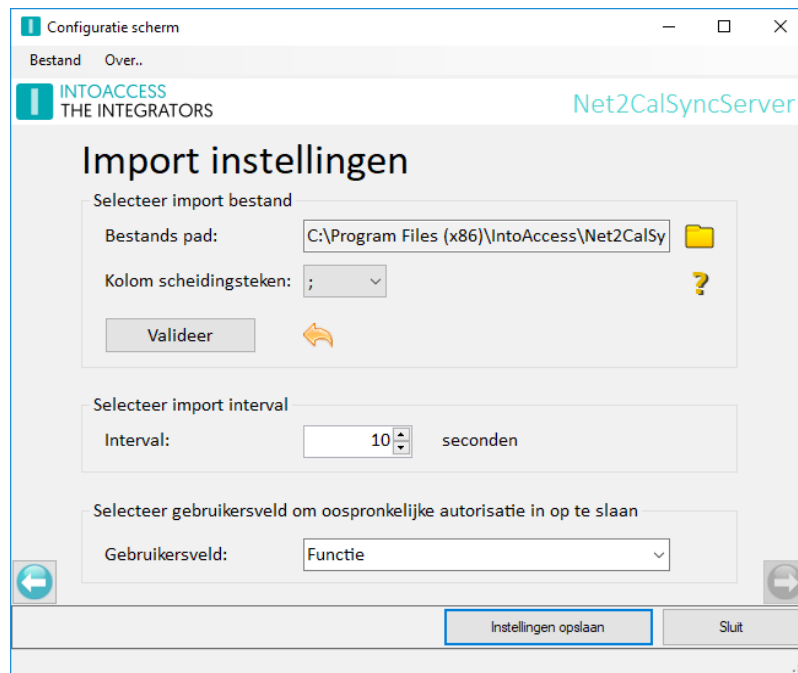 Configuratie scherm
Bestand Over..
INTOACCESS
THE INTEGRATORS
Net2CalSyncServer
Import instellingen
Selecteer import bestand
Bestands pad: C:\Program Files (x86)\IntoAccess\Net2CalSy
Kolom scheidingsteken: ;
Valideer
Selecteer import interval
Interval: 10 seconden
Selecteer gebruikersveld om oospronkelijke autorisatie in op te slaan
Gebruikersveld: Functie
Instellingen opslaan Sluit